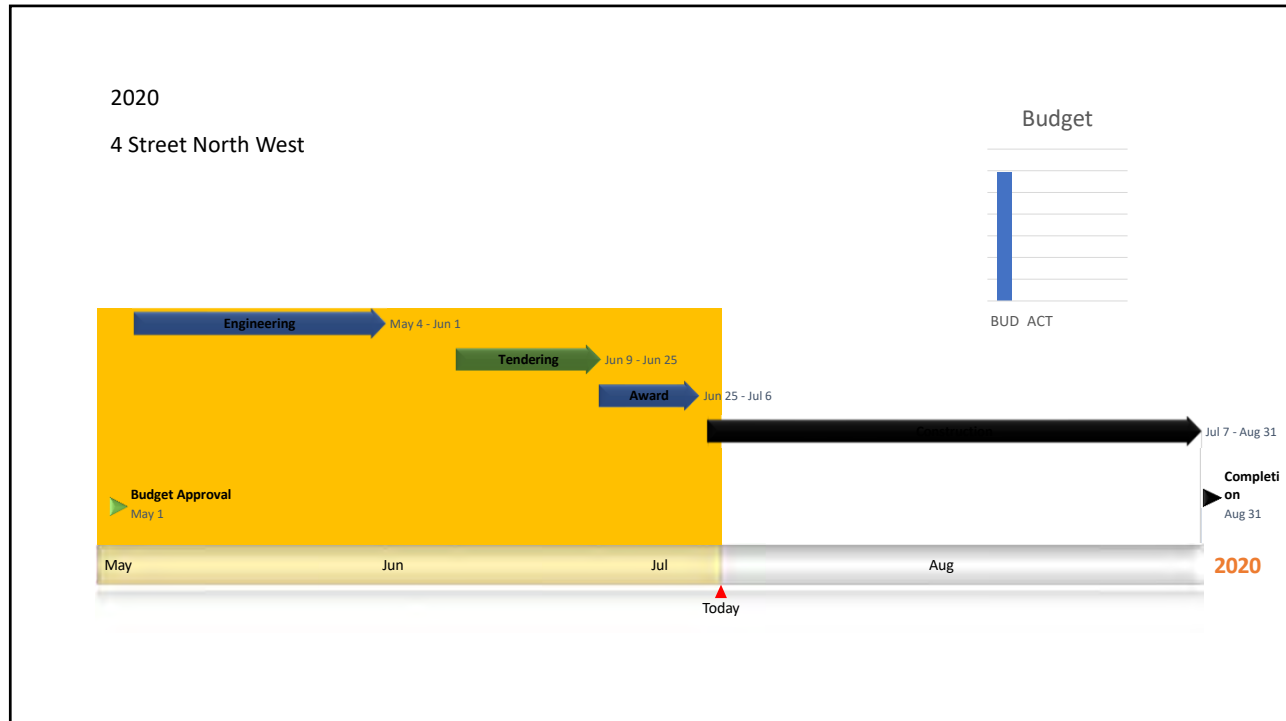 2020
4 Street North West
Budget
BUD ACT
Engineering
May 4 - Jun 1
Tendering
Jun 9 - Jun 25
Award
Jun 25 - Jul 6
Construction
Jul 7 - Aug 31
Budget Approval
May 1
Completi
on
Aug 31
May Jun Jul Aug 2020
Today